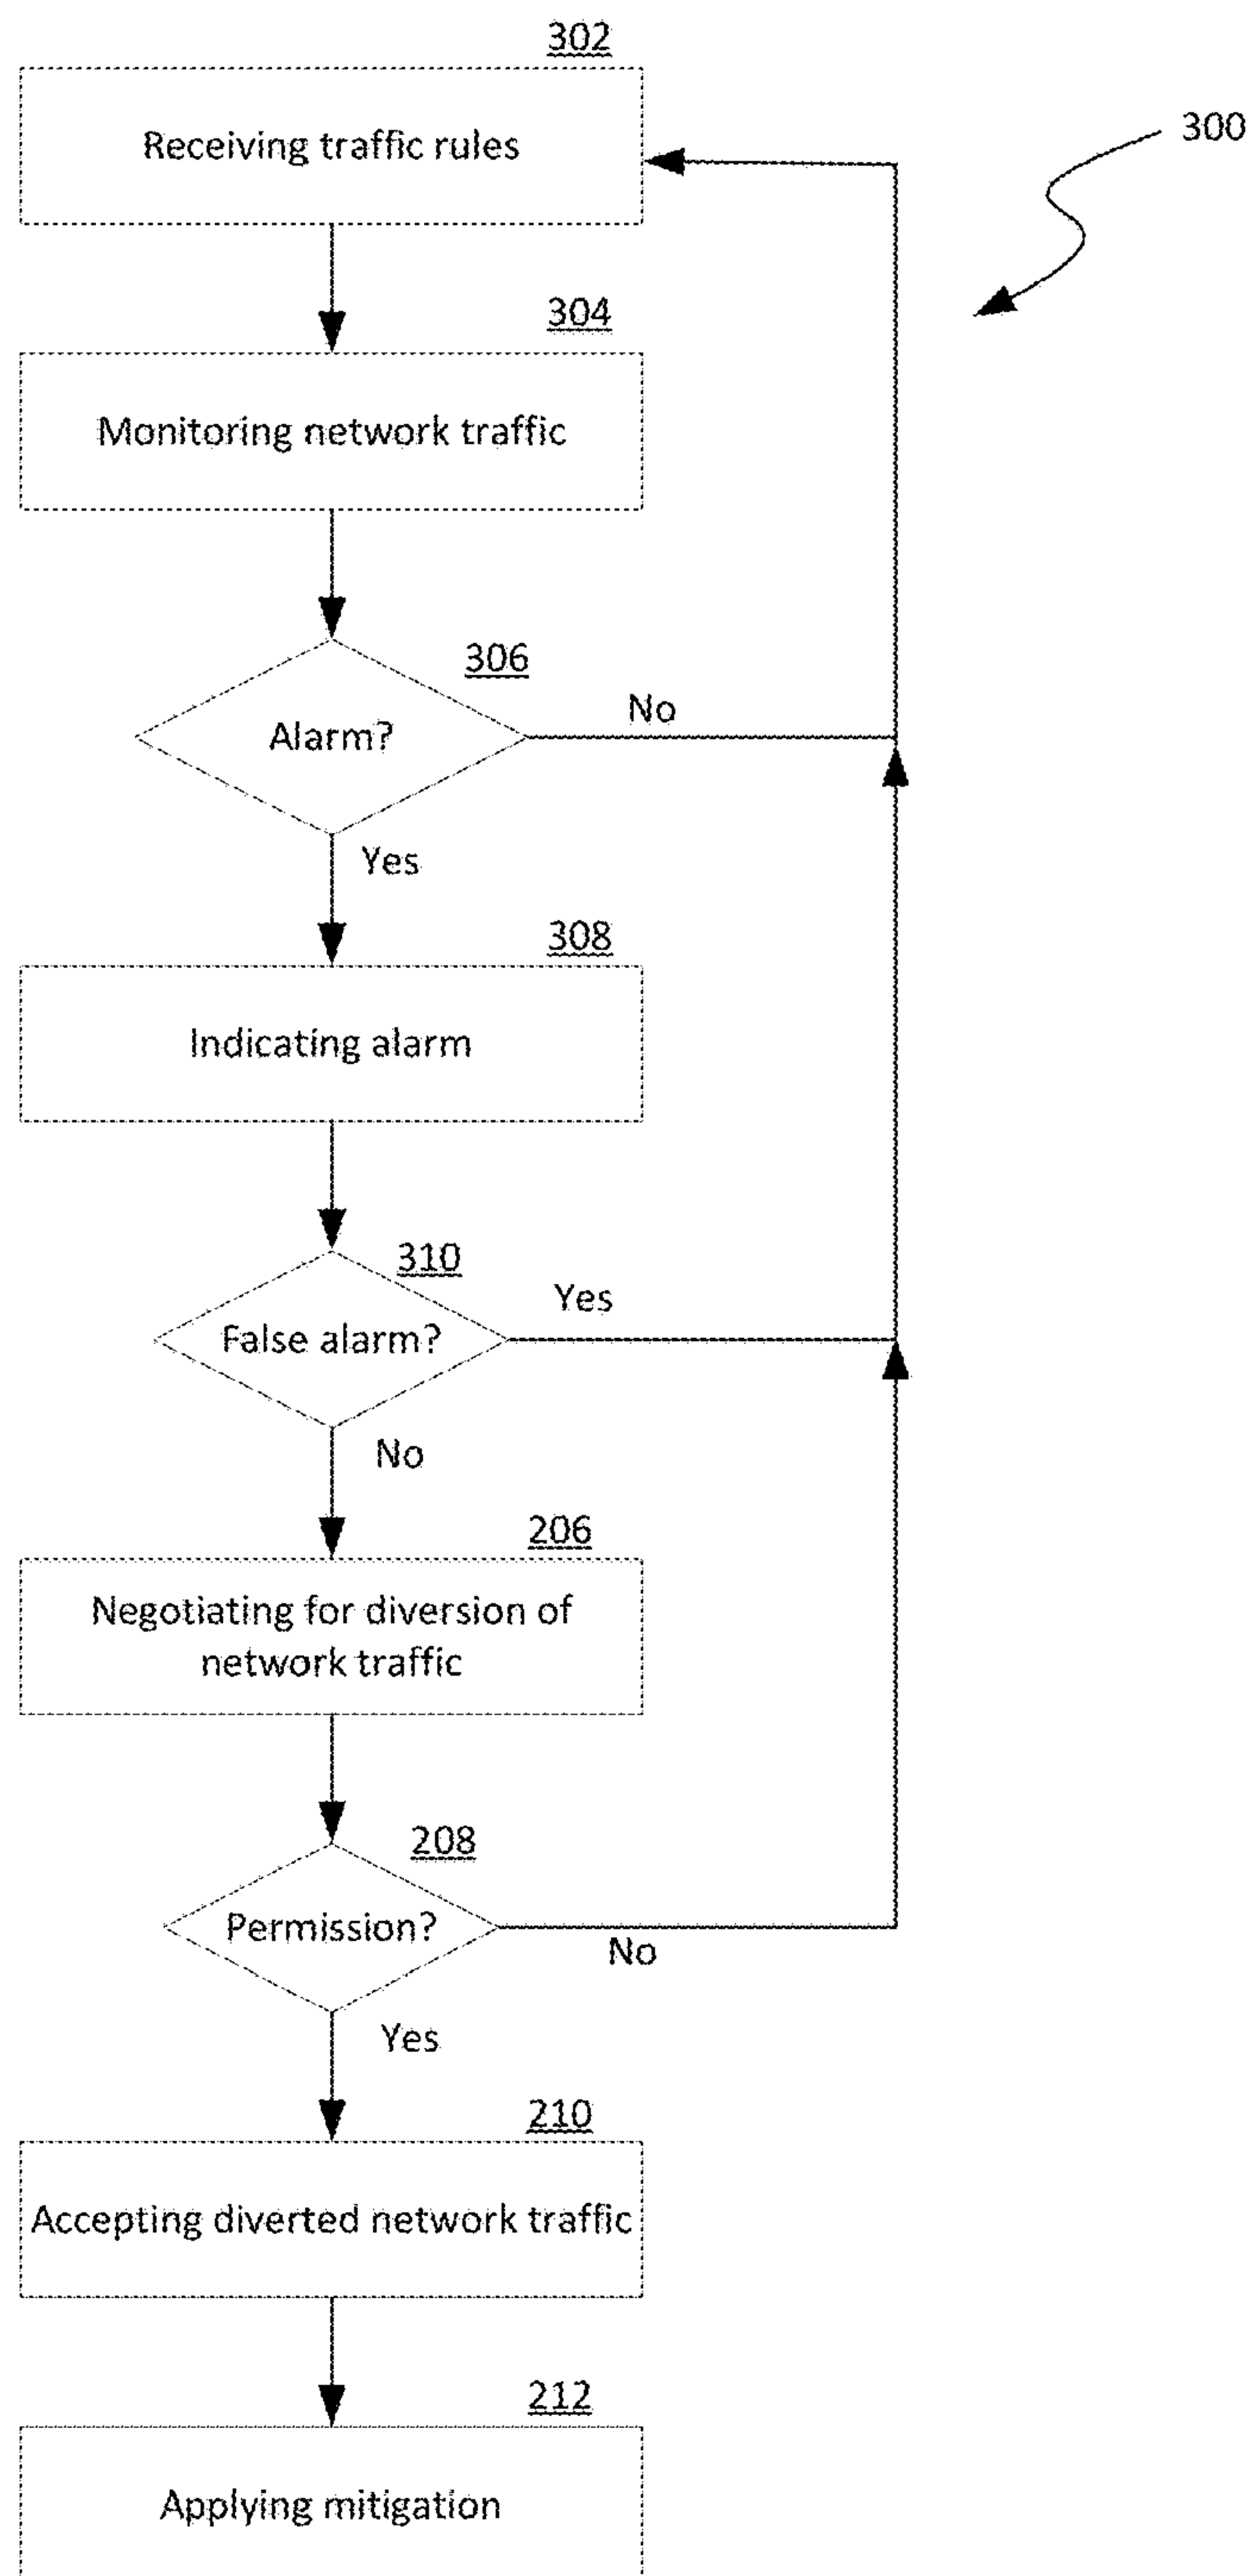 302
Receiving traffic rules
300
304
Monitoring network traffic
306
No
Alarm?
Yes
308
Indicating alarm
310
Yes
False alarm?
No
206
Negotiating for diversion of
network traffic
208
Permission?
No
Yes
210
Accepting diverted network traffic
212
Applying mitigation